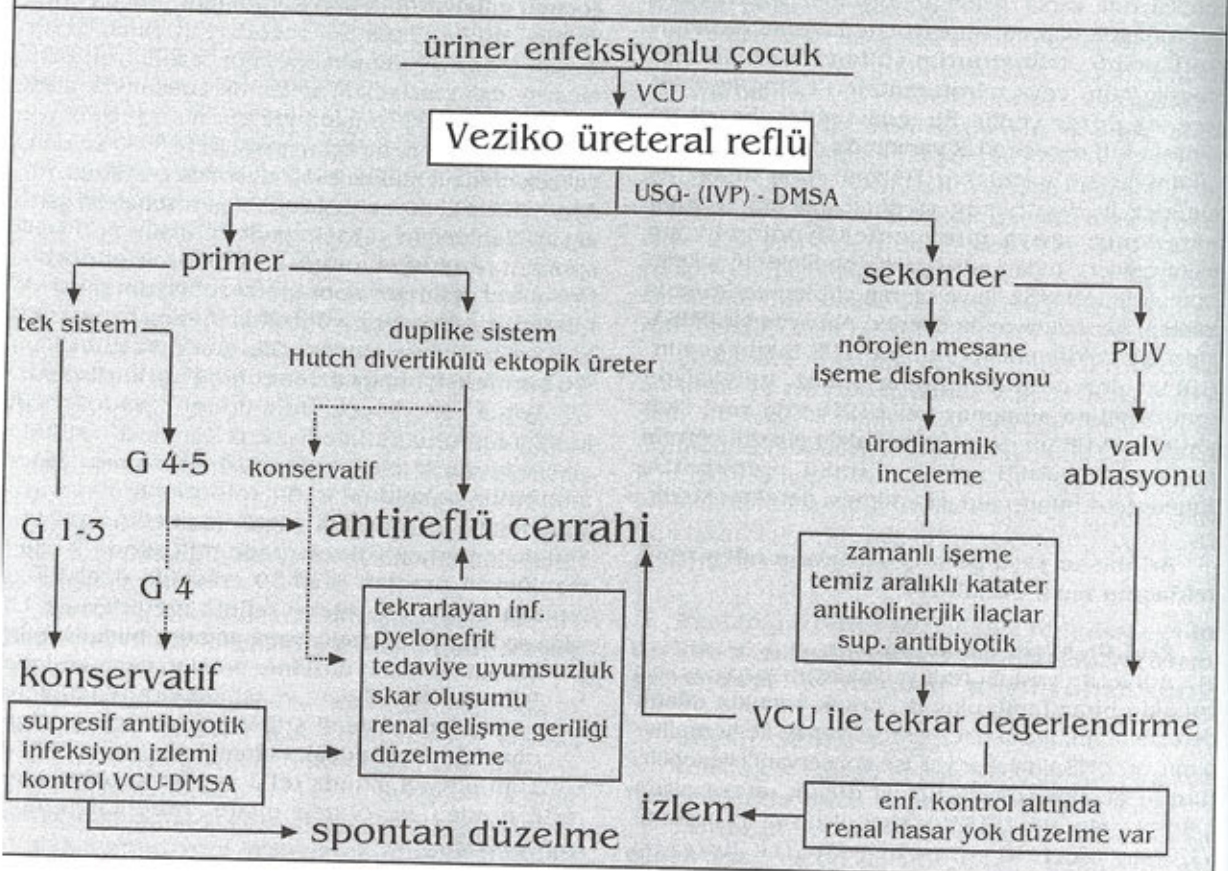 üriner enfeksiyonlu çocuk
VCU
Veziko üreteral reflü
USG- (IVP) - DMSA
primer
sekonder
tek sistem
duplike sistem
Hutch divertikülü ektopik üreter
nörojen mesane
işeme disfonksiyonu
PUV
G 4-5
konservatif
ürodinamik
inceleme
valv
ablasyonu
G 1-3
antireflü cerrahi
G 4
zamanlı işeme
temiz aralıklı katater
antikolinerjik ilaçlar
sup. antibiyotik
tekrarlayan inf.
pyelonefrit
tedaviye uyumsuzluk
skar oluşumu
renal gelişme geriliği
düzelmeme
konservatif
supresif antibiyotik
infeksiyon izlemi
kontrol VCU-DMSA
VCU ile tekrar değerlendirme
izlem
enf. kontrol altında
renal hasar yok düzelme var
spontan düzelme